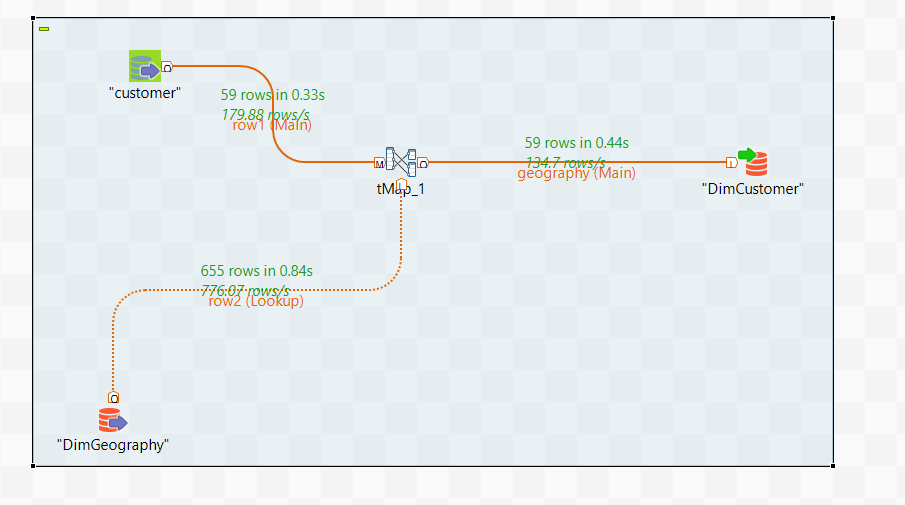 "customer"
59 rows in 0.33s
179.88 rows/s
row1 (Main)
59 rows in 0.44s
134.7 rows/s
geography (Main)
tMap_1
"DimCustomer"
655 rows in 0.84s
776.07 rows/s
row2 (Lookup)
"DimGeography"